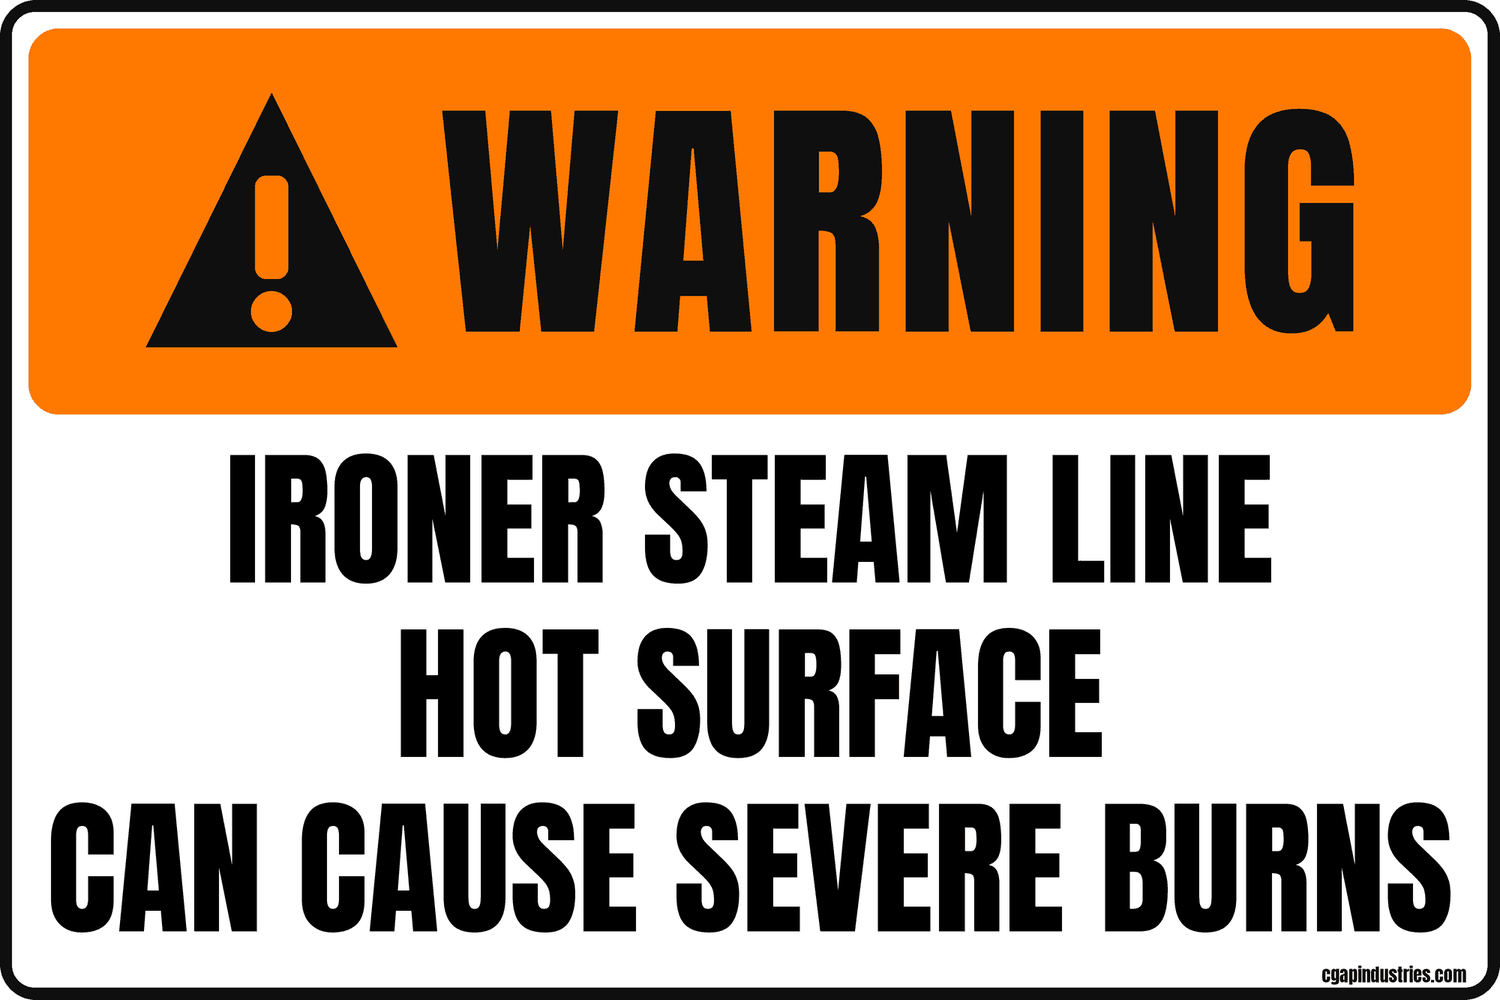 WARNING
IRONER STEAM LINE
HOT SURFACE
CAN CAUSE SEVERE BURNS
cgapindustries.com